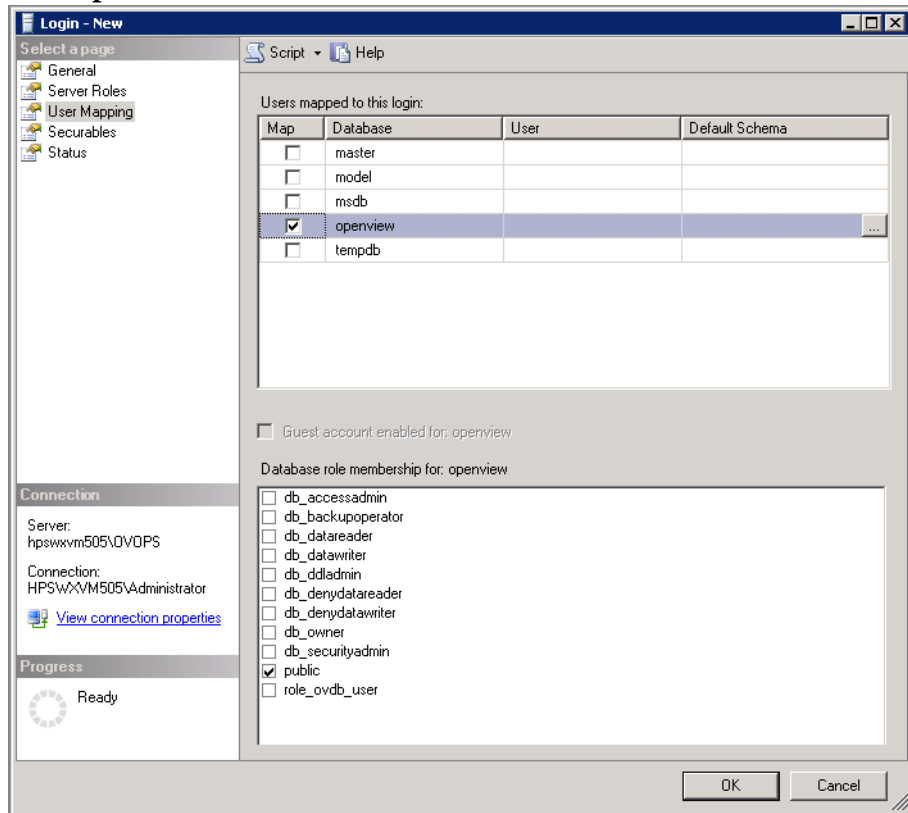 Login - New
Select a page
General
Server Roles
User Mapping
Securables
Status
Script Help
Users mapped to this login:
Map Database User Default Schema
master
model
msdb
openview ...
tempdb
Guest account enabled for: openview
Database role membership for: openview
db_accessadmin
db_backupoperator
db_datareader
db_datawriter
db_ddladmin
db_denydatareader
db_denydatawriter
db_owner
db_securityadmin
public
role_ovdb_user
Connection
Server:
hpswxvm505\OVOPS
Connection:
HPSWXVM505\Administrator
View connection properties
Progress
Ready
OK Cancel